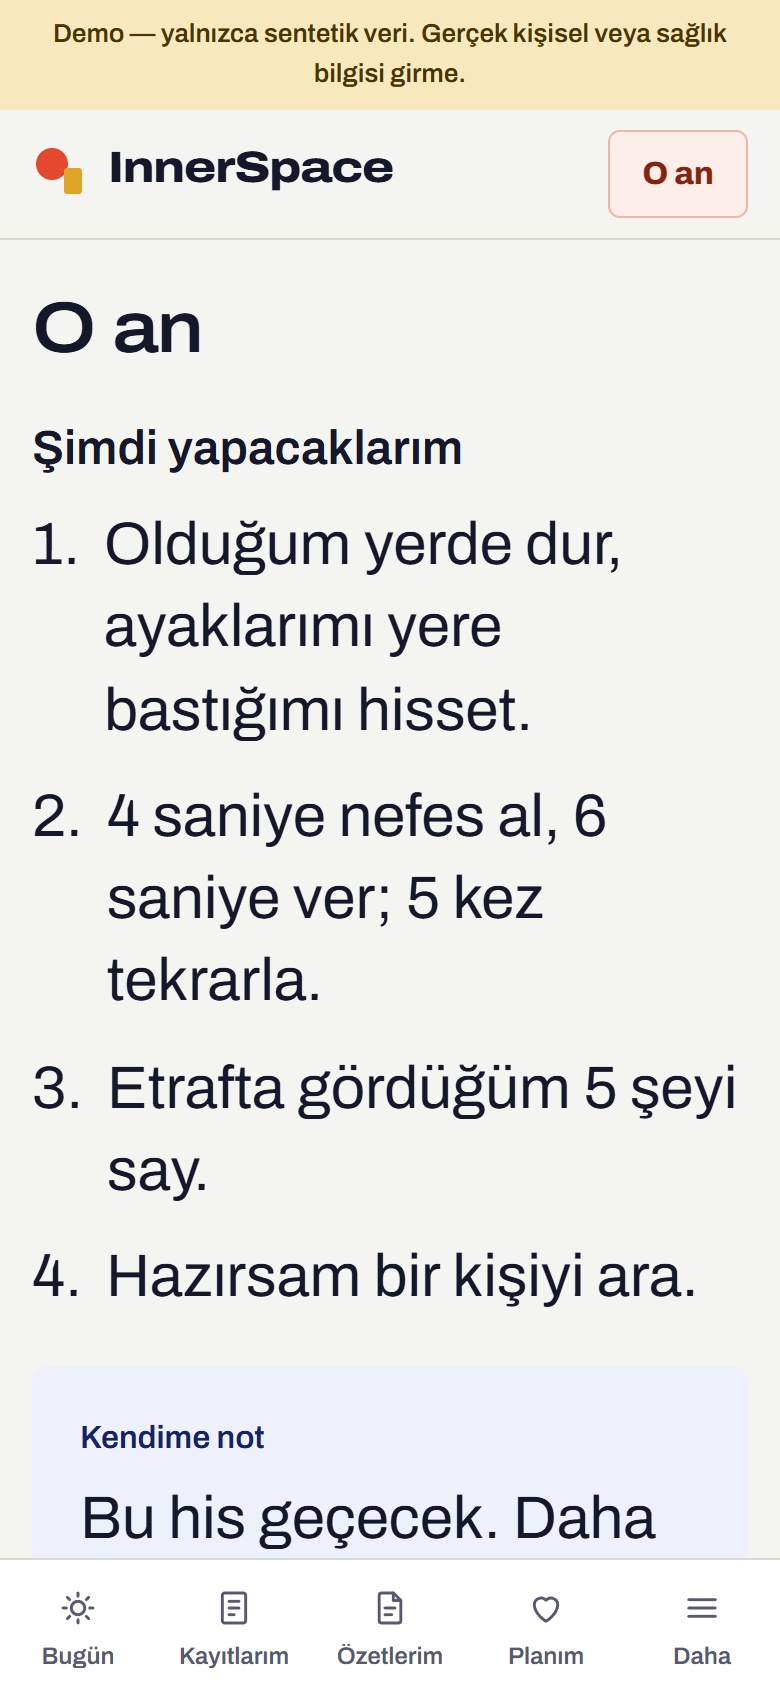 Demo — yalnızca sentetik veri. Gerçek kişisel veya sağlık
bilgisi girme.
InnerSpace
O an
O an
Şimdi yapacaklarım
1. Olduğum yerde dur,
ayaklarımı yere
bastığımı hisset.
2. 4 saniye nefes al, 6
saniye ver; 5 kez
tekrarla.
3. Etrafta gördüğüm 5 şeyi
say.
4. Hazırsam bir kişiyi ara.
Kendime not
Bu his geçecek. Daha
Bugün
Kayıtlarım
Özetlerim
Planım
Daha